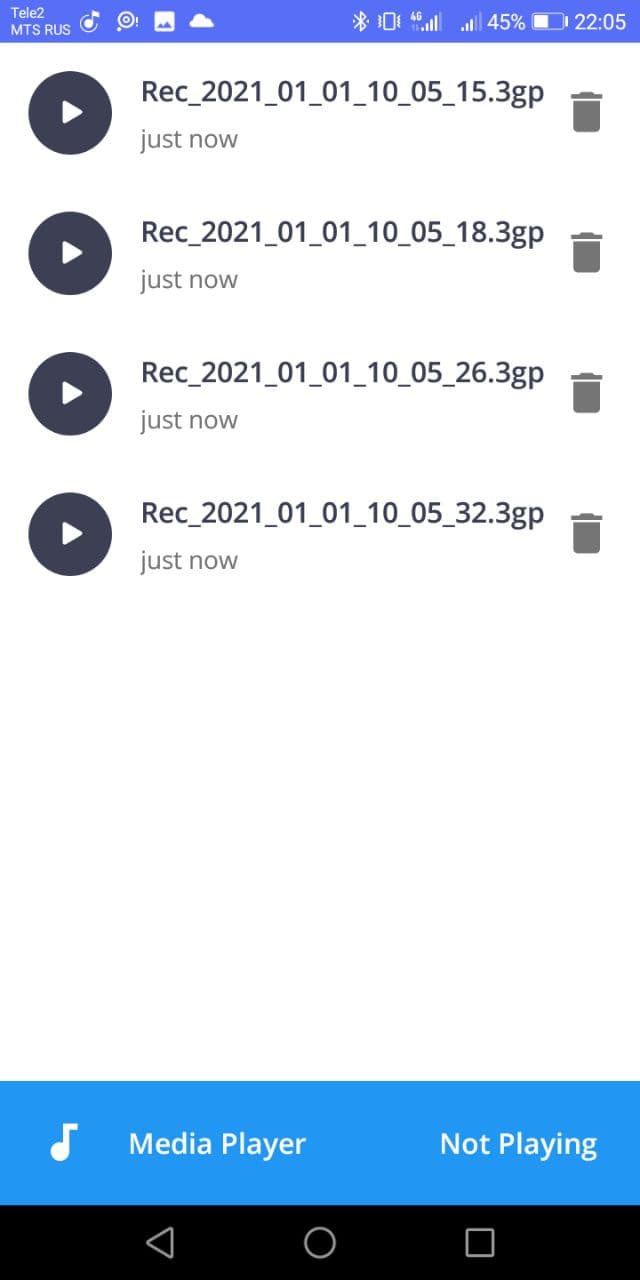 Tele2
MTS RUS
4G 45% 22:05
Rec_2021_01_01_10_05_15.3gp
just now
Rec_2021_01_01_10_05_18.3gp
just now
Rec_2021_01_01_10_05_26.3gp
just now
Rec_2021_01_01_10_05_32.3gp
just now
Media Player Not Playing